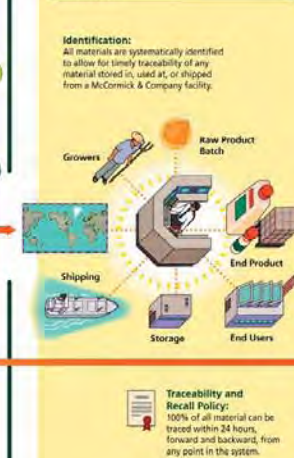 Identification:
All materials are systematically identified
to allow for timely traceability of any
material stored in, used at, or shipped
from a McCormick & Company facility.
Raw Product
Batch
Growers
End Product
Shipping
Storage
End Users
Traceability and
Recall Policy:
100% of all material can be
traced within 24 hours,
forward and backward, from
any point in the system.